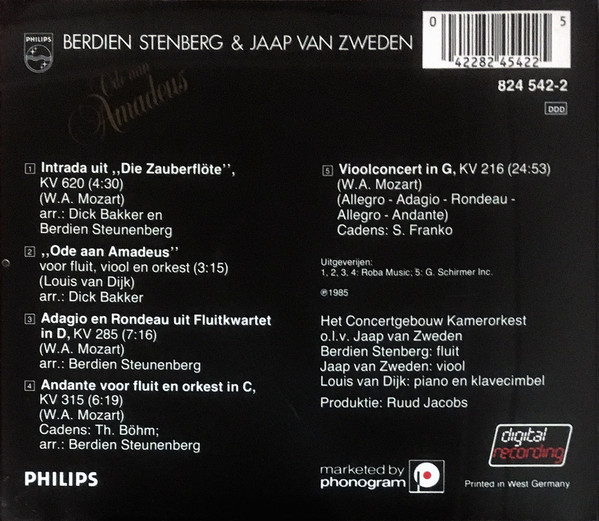 PHILIPS
BERDIEN STENBERG & JAAP VAN ZWEDEN
0 42282 45422 5
824 542-2
DDD
Ode aan
Amadeus
1 Intrada uit ,,Die Zauberflöte'',
KV 620 (4:30)
(W.A. Mozart)
arr.: Dick Bakker en
Berdien Steunenberg
2 ,,Ode aan Amadeus''
voor fluit, viool en orkest (3:15)
(Louis van Dijk)
arr.: Dick Bakker
3 Adagio en Rondeau uit Fluitkwartet
in D, KV 285 (7:16)
(W.A. Mozart)
arr.: Berdien Steunenberg
4 Andante voor fluit en orkest in C,
KV 315 (6:19)
(W.A. Mozart)
Cadens: Th. Böhm;
arr.: Berdien Steunenberg
5 Vioolconcert in G, KV 216 (24:53)
(W.A. Mozart)
(Allegro - Adagio - Rondeau -
Allegro - Andante)
Cadens: S. Franko
Uitgeverijen:
1, 2, 3, 4: Roba Music; 5: G. Schirmer Inc.
℗1985
Het Concertgebouw Kamerorkest
o.l.v. Jaap van Zweden
Berdien Stenberg: fluit
Jaap van Zweden: viool
Louis van Dijk: piano en klavecimbel
Produktie: Ruud Jacobs
PHILIPS
marketed by
phonogram
p
digital
recording
Printed in West Germany